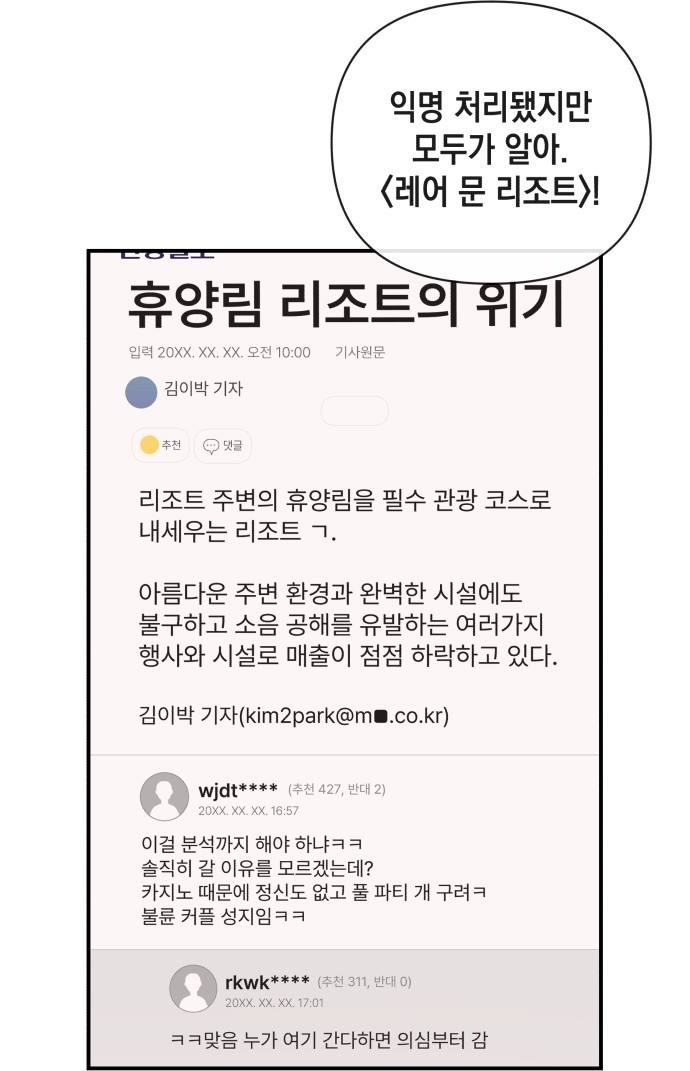 익명 처리됐지만
모두가 알아.
〈레어 문 리조트〉!
휴양림 리조트의 위기
입력 20XX. XX. XX. 오전 10:00 기사원문
김이박 기자
추천 댓글
리조트 주변의 휴양림을 필수 관광 코스로
내세우는 리조트 ㄱ.
아름다운 주변 환경과 완벽한 시설에도
불구하고 소음 공해를 유발하는 여러가지
행사와 시설로 매출이 점점 하락하고 있다.
김이박 기자(kim2park@m■.co.kr)
wjdt**** (추천 427, 반대 2)
20XX. XX. XX. 16:57
이걸 분석까지 해야 하냐ㅋㅋ
솔직히 갈 이유를 모르겠는데?
카지노 때문에 정신도 없고 풀 파티 개 구려ㅋ
불륜 커플 성지임ㅋㅋ
rkwk**** (추천 311, 반대 0)
20XX. XX. XX. 17:01
ㅋㅋ맞음 누가 여기 간다하면 의심부터 감